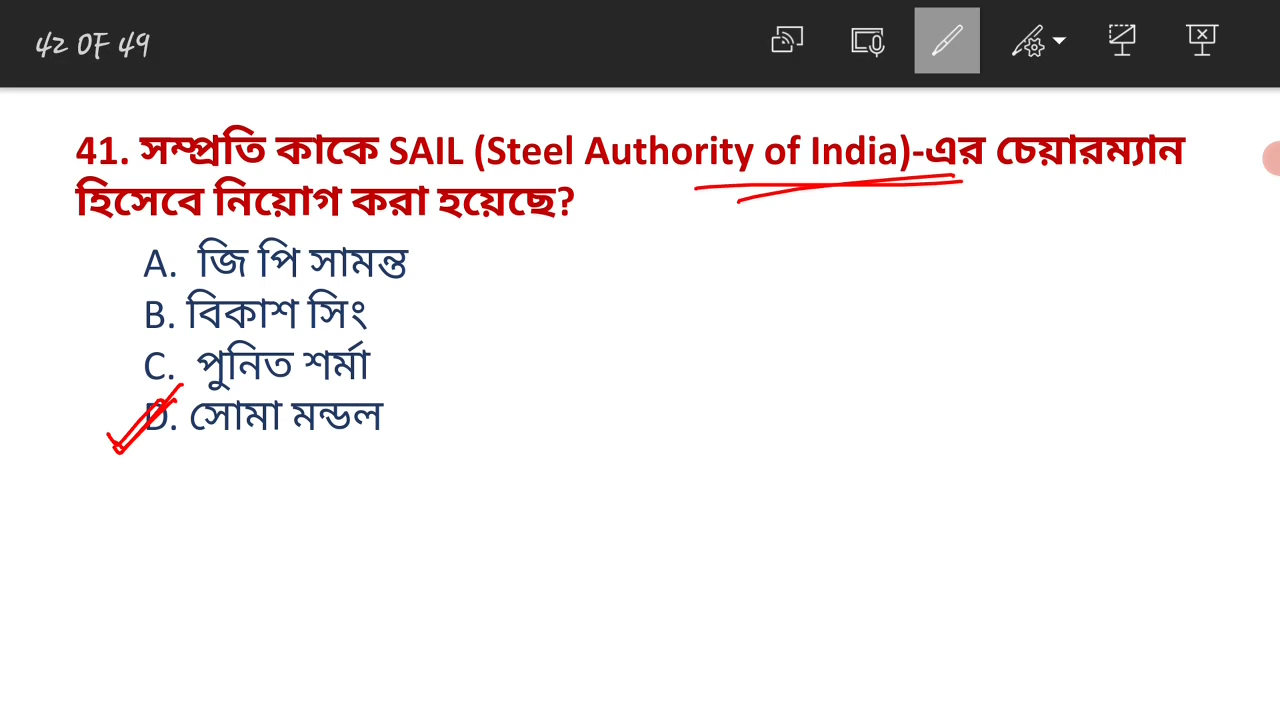 42 OF 49
41. সম্প্রতি কাকে SAIL (Steel Authority of India)-এর চেয়ারম্যান
হিসেবে নিয়োগ করা হয়েছে?
A. জি পি সামন্ত
B. বিকাশ সিং
C. পুনিত শর্মা
D. সোমা মন্ডল